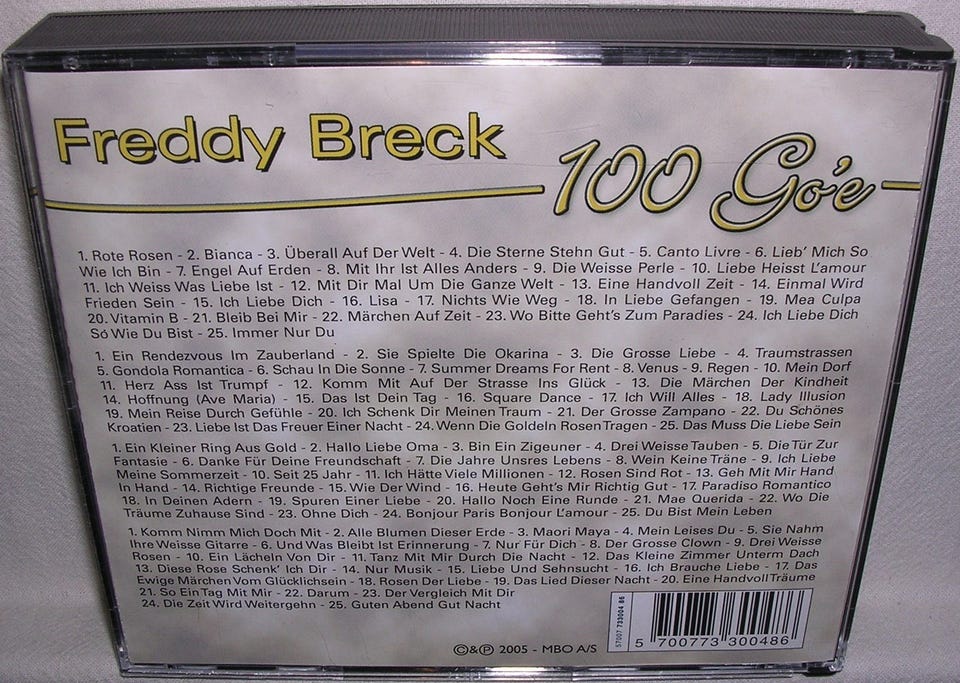 Freddy Breck
100 Go'e
1. Rote Rosen - 2. Bianca - 3. Überall Auf Der Welt - 4. Die Sterne Stehn Gut - 5. Canto Livre - 6. Lieb' Mich So
Wie Ich Bin - 7. Engel Auf Erden - 8. Mit Ihr Ist Alles Anders - 9. Die Weisse Perle - 10. Liebe Heisst L'amour
11. Ich Weiss Was Liebe Ist - 12. Mit Dir Mal Um Die Ganze Welt - 13. Eine Handvoll Zeit - 14. Einmal Wird
Frieden Sein - 15. Ich Liebe Dich - 16. Lisa - 17. Nichts Wie Weg - 18. In Liebe Gefangen - 19. Mea Culpa
20. Vitamin B - 21. Bleib Bei Mir - 22. Märchen Auf Zeit - 23. Wo Bitte Geht's Zum Paradies - 24. Ich Liebe Dich
So Wie Du Bist - 25. Immer Nur Du
1. Ein Rendezvous Im Zauberland - 2. Sie Spielte Die Okarina - 3. Die Grosse Liebe - 4. Traumstrassen
5. Gondola Romantica - 6. Schau In Die Sonne - 7. Summer Dreams For Rent - 8. Venus - 9. Regen - 10. Mein Dorf
11. Herz Ass Ist Trumpf - 12. Komm Mit Auf Der Strasse Ins Glück - 13. Die Märchen Der Kindheit
14. Hoffnung (Ave Maria) - 15. Das Ist Dein Tag - 16. Square Dance - 17. Ich Will Alles - 18. Lady Illusion
19. Mein Reise Durch Gefühle - 20. Ich Schenk Dir Meinen Traum - 21. Der Grosse Zampano - 22. Du Schönes
Kroatien - 23. Liebe Ist Das Freuer Einer Nacht - 24. Wenn Die Goldeln Rosen Tragen - 25. Das Muss Die Liebe Sein
1. Ein Kleiner Ring Aus Gold - 2. Hallo Liebe Oma - 3. Bin Ein Zigeuner - 4. Drei Weisse Tauben - 5. Die Tür Zur
Fantasie - 6. Danke Für Deine Freundschaft - 7. Die Jahre Unsres Lebens - 8. Wein Keine Träne - 9. Ich Liebe
Meine Sommerzeit - 10. Seit 25 Jahr - 11. Ich Hätte Viele Millionen - 12. Rosen Sind Rot - 13. Geh Mit Mir Hand
In Hand - 14. Richtige Freunde - 15. Wie Der Wind - 16. Heute Geht's Mir Richtig Gut - 17. Paradiso Romantico
18. In Deinen Adern - 19. Spuren Einer Liebe - 20. Hallo Noch Eine Runde - 21. Mae Querida - 22. Wo Die
Träume Zuhause Sind - 23. Ohne Dich - 24. Bonjour Paris Bonjour L'amour - 25. Du Bist Mein Leben
1. Komm Nimm Mich Doch Mit - 2. Alle Blumen Dieser Erde - 3. Maori Maya - 4. Mein Leises Du - 5. Sie Nahm
Ihre Weisse Gitarre - 6. Und Was Bleibt Ist Erinnerung - 7. Nur Für Dich - 8. Der Grosse Clown - 9. Drei Weisse
Rosen - 10. Ein Lächeln Von Dir - 11. Tanz Mit Mir Durch Die Nacht - 12. Das Kleine Zimmer Unterm Dach
13. Diese Rose Schenk' Ich Dir - 14. Nur Musik - 15. Liebe Und Sehnsucht - 16. Ich Brauche Liebe - 17. Das
Ewige Märchen Vom Glücklichsein - 18. Rosen Der Liebe - 19. Das Lied Dieser Nacht - 20. Eine Handvoll Träume
21. So Ein Tag Mit Mir - 22. Darum - 23. Der Vergleich Mit Dir
24. Die Zeit Wird Weitergehn - 25. Guten Abend Gut Nacht
57007 733004 86
5 700773 300486
©&℗ 2005 - MBO A/S